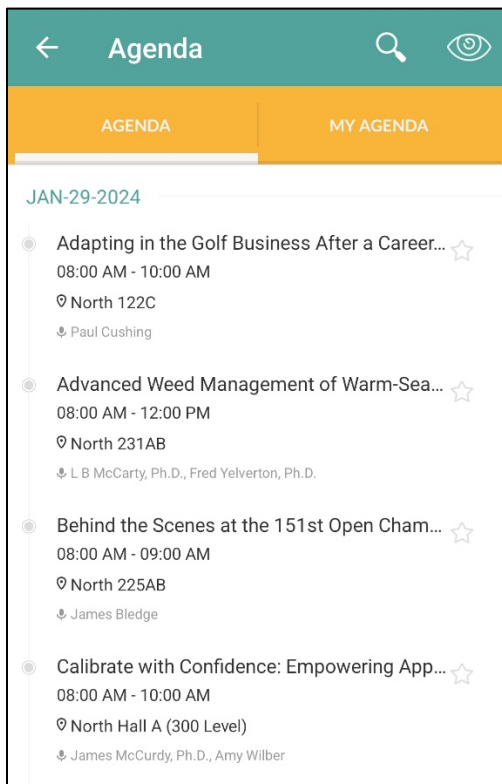 Agenda
AGENDA MY AGENDA
JAN-29-2024
Adapting in the Golf Business After a Career...
08:00 AM - 10:00 AM
North 122C
Paul Cushing
Advanced Weed Management of Warm-Sea...
08:00 AM - 12:00 PM
North 231AB
L B McCarty, Ph.D., Fred Yelverton, Ph.D.
Behind the Scenes at the 151st Open Cham...
08:00 AM - 09:00 AM
North 225AB
James Bledge
Calibrate with Confidence: Empowering App...
08:00 AM - 10:00 AM
North Hall A (300 Level)
James McCurdy, Ph.D., Amy Wilber